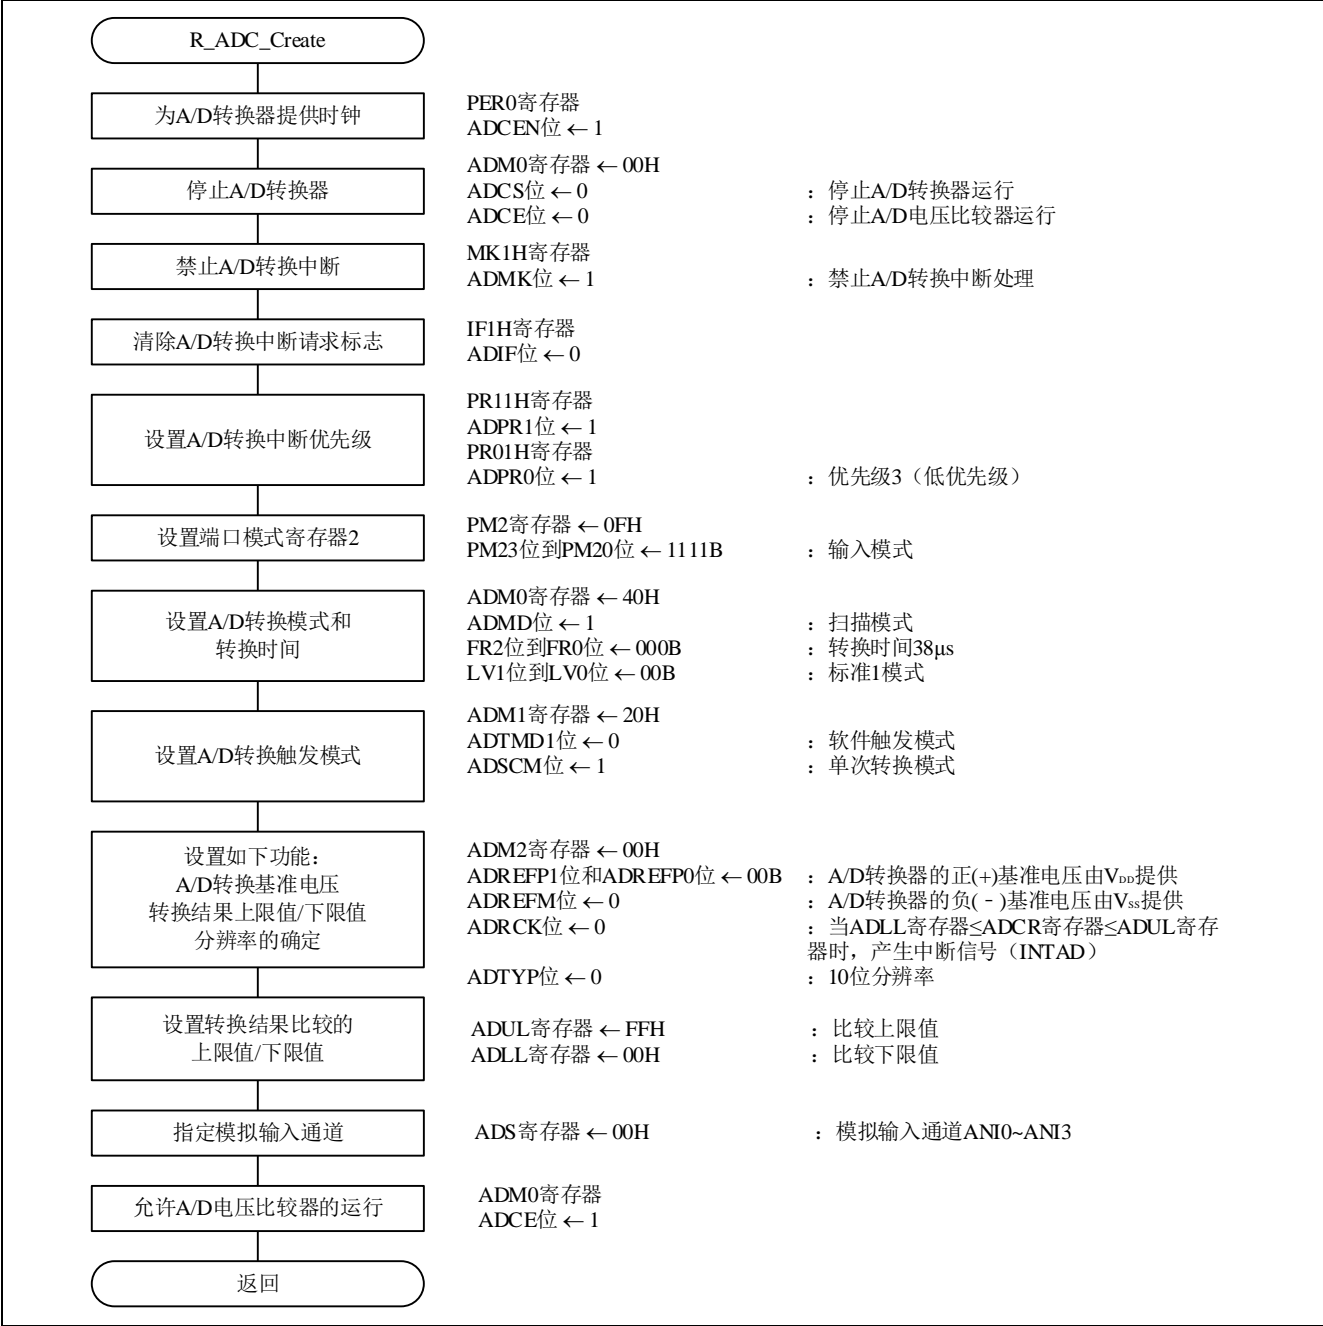 R_ADC_Create
为A/D转换器提供时钟
PER0寄存器
ADCEN位 ← 1
停止A/D转换器
ADM0寄存器 ← 00H
ADCS位 ← 0 ：停止A/D转换器运行
ADCE位 ← 0 ：停止A/D电压比较器运行
禁止A/D转换中断
MK1H寄存器
ADMK位 ← 1 ：禁止A/D转换中断处理
清除A/D转换中断请求标志
IF1H寄存器
ADIF位 ← 0
设置A/D转换中断优先级
PR11H寄存器
ADPR1位 ← 1
PR01H寄存器
ADPR0位 ← 1 ：优先级3（低优先级）
设置端口模式寄存器2
PM2寄存器 ← 0FH
PM23位到PM20位 ← 1111B ：输入模式
设置A/D转换模式和
转换时间
ADM0寄存器 ← 40H
ADMD位 ← 1 ：扫描模式
FR2位到FR0位 ← 000B ：转换时间38μs
LV1位到LV0位 ← 00B ：标准1模式
设置A/D转换触发模式
ADM1寄存器 ← 20H
ADTMD1位 ← 0 ：软件触发模式
ADSCM位 ← 1 ：单次转换模式
设置如下功能：
A/D转换基准电压
转换结果上限值/下限值
分辨率的确定
ADM2寄存器 ← 00H
ADREFP1位和ADREFP0位 ← 00B ：A/D转换器的正(+)基准电压由VDD提供
ADREFM位 ← 0 ：A/D转换器的负(－)基准电压由Vss提供
ADRCK位 ← 0 ：当ADLL寄存器≤ADCR寄存器≤ADUL寄存
器时，产生中断信号（INTAD）
ADTYP位 ← 0 ：10位分辨率
设置转换结果比较的
上限值/下限值
ADUL寄存器 ← FFH ：比较上限值
ADLL寄存器 ← 00H ：比较下限值
指定模拟输入通道
ADS寄存器 ← 00H ：模拟输入通道ANI0~ANI3
允许A/D电压比较器的运行
ADM0寄存器
ADCE位 ← 1
返回